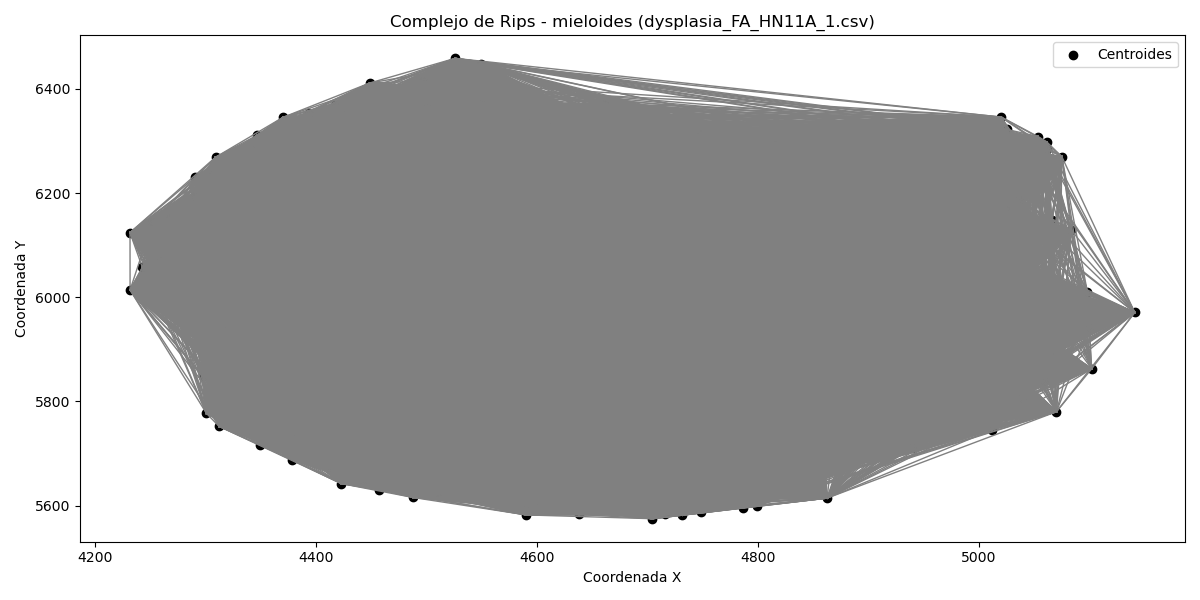 Complejo de Rips - mieloides (dysplasia_FA_HN11A_1.csv)
Centroides
Coordenada Y
6400
6200
6000
5800
5600
4200 4400 4600 4800 5000
Coordenada X